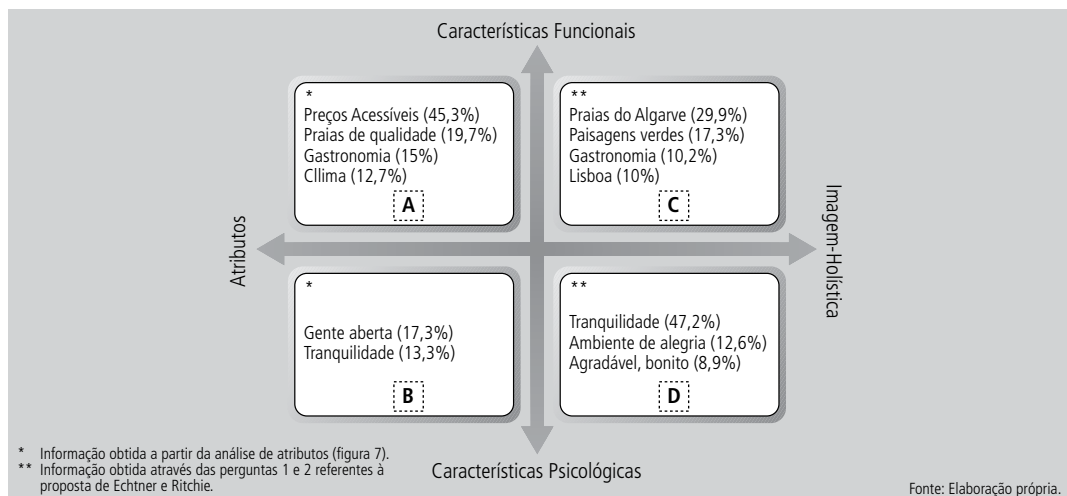 Características Funcionais
*
Preços Acessíveis (45,3%)
Praias de qualidade (19,7%)
Gastronomia (15%)
Cllima (12,7%)
A
**
Praias do Algarve (29,9%)
Paisagens verdes (17,3%)
Gastronomia (10,2%)
Lisboa (10%)
C
Atributos
Imagem-Holística
*
Gente aberta (17,3%)
Tranquilidade (13,3%)
B
**
Tranquilidade (47,2%)
Ambiente de alegria (12,6%)
Agradável, bonito (8,9%)
D
Características Psicológicas
* Informação obtida a partir da análise de atributos (figura 7).
** Informação obtida através das perguntas 1 e 2 referentes à
proposta de Echtner e Ritchie.
Fonte: Elaboração própria.